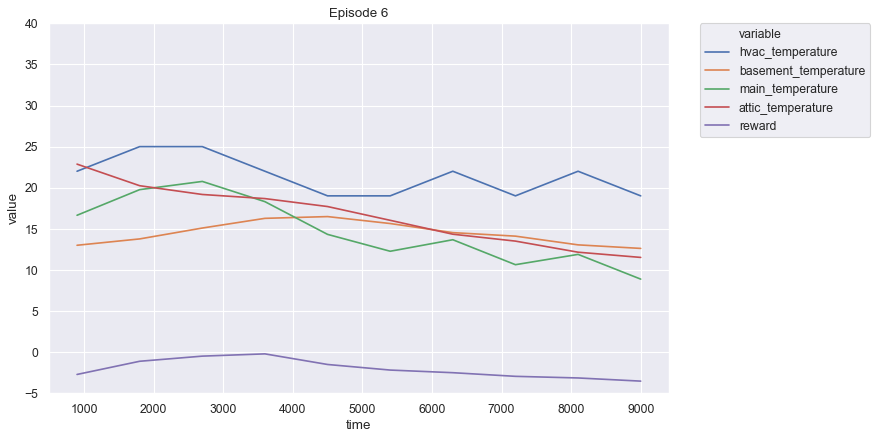 Episode 6
40
35
30
25
20
15
10
5
0
−5
value
1000 2000 3000 4000 5000 6000 7000 8000 9000
time
variable
hvac_temperature
basement_temperature
main_temperature
attic_temperature
reward